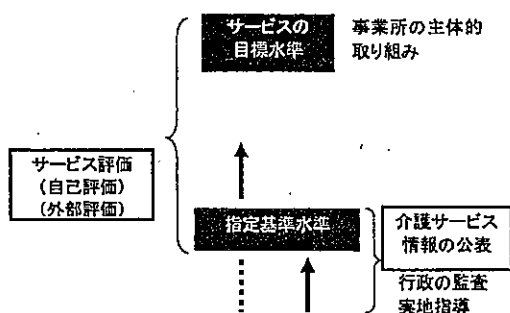 サービスの
目標水準
事業所の主体的
取り組み
サービス評価
(自己評価)
(外部評価)
指定基準水準
介護サービス
情報の公表
行政の監査
実地指導